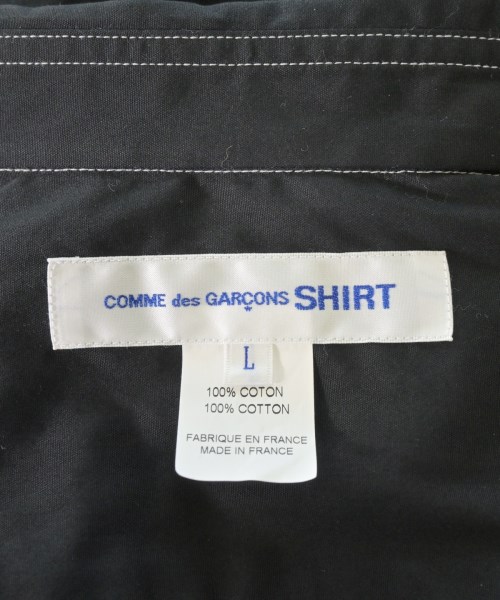 COMME des GARÇONS SHIRT
L
100% COTON
100% COTTON
FABRIQUE EN FRANCE
MADE IN FRANCE